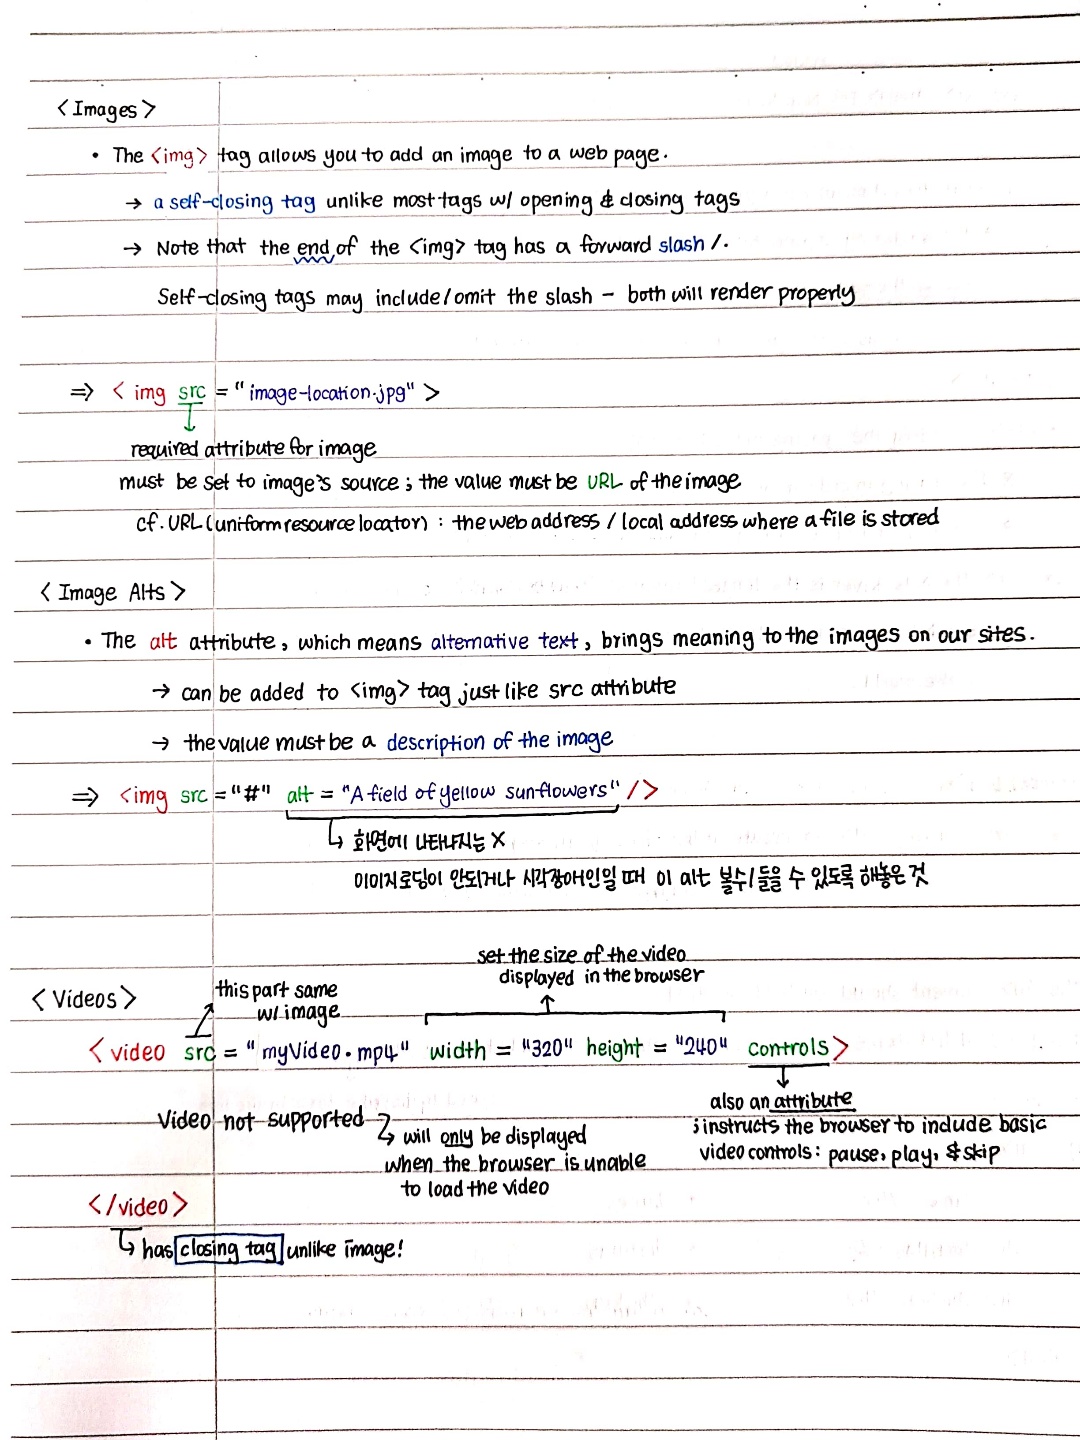 <Images>
• The <img> tag allows you to add an image to a web page.
→ a self-closing tag unlike most tags w/ opening & closing tags
→ Note that the end of the <img> tag has a forward slash /.
Self-closing tags may include/omit the slash – both will render properly
⇒ <img src="image-location.jpg">
required attribute for image
must be set to image's source; the value must be URL of the image
cf. URL (uniform resource locator) : the web address / local address where a file is stored
<Image Alts>
• The alt attribute, which means alternative text, brings meaning to the images on our sites.
→ can be added to <img> tag just like src attribute
→ the value must be a description of the image
⇒ <img src="#" alt="A field of yellow sunflowers" />
↳ 화면에 나타나지는 X
이미지로딩이 안되거나 시각장애인일 때 이 alt 볼수/들을 수 있도록 해놓은 것
set the size of the video
displayed in the browser
<Videos>
this part same
w/ image
<video src="myVideo.mp4" width="320" height="240" controls>
also an attribute
; instructs the browser to include basic
video controls: pause, play, & skip
Video not supported
↳ will only be displayed
when the browser is unable
to load the video
</video>
↳ has closing tag unlike image!